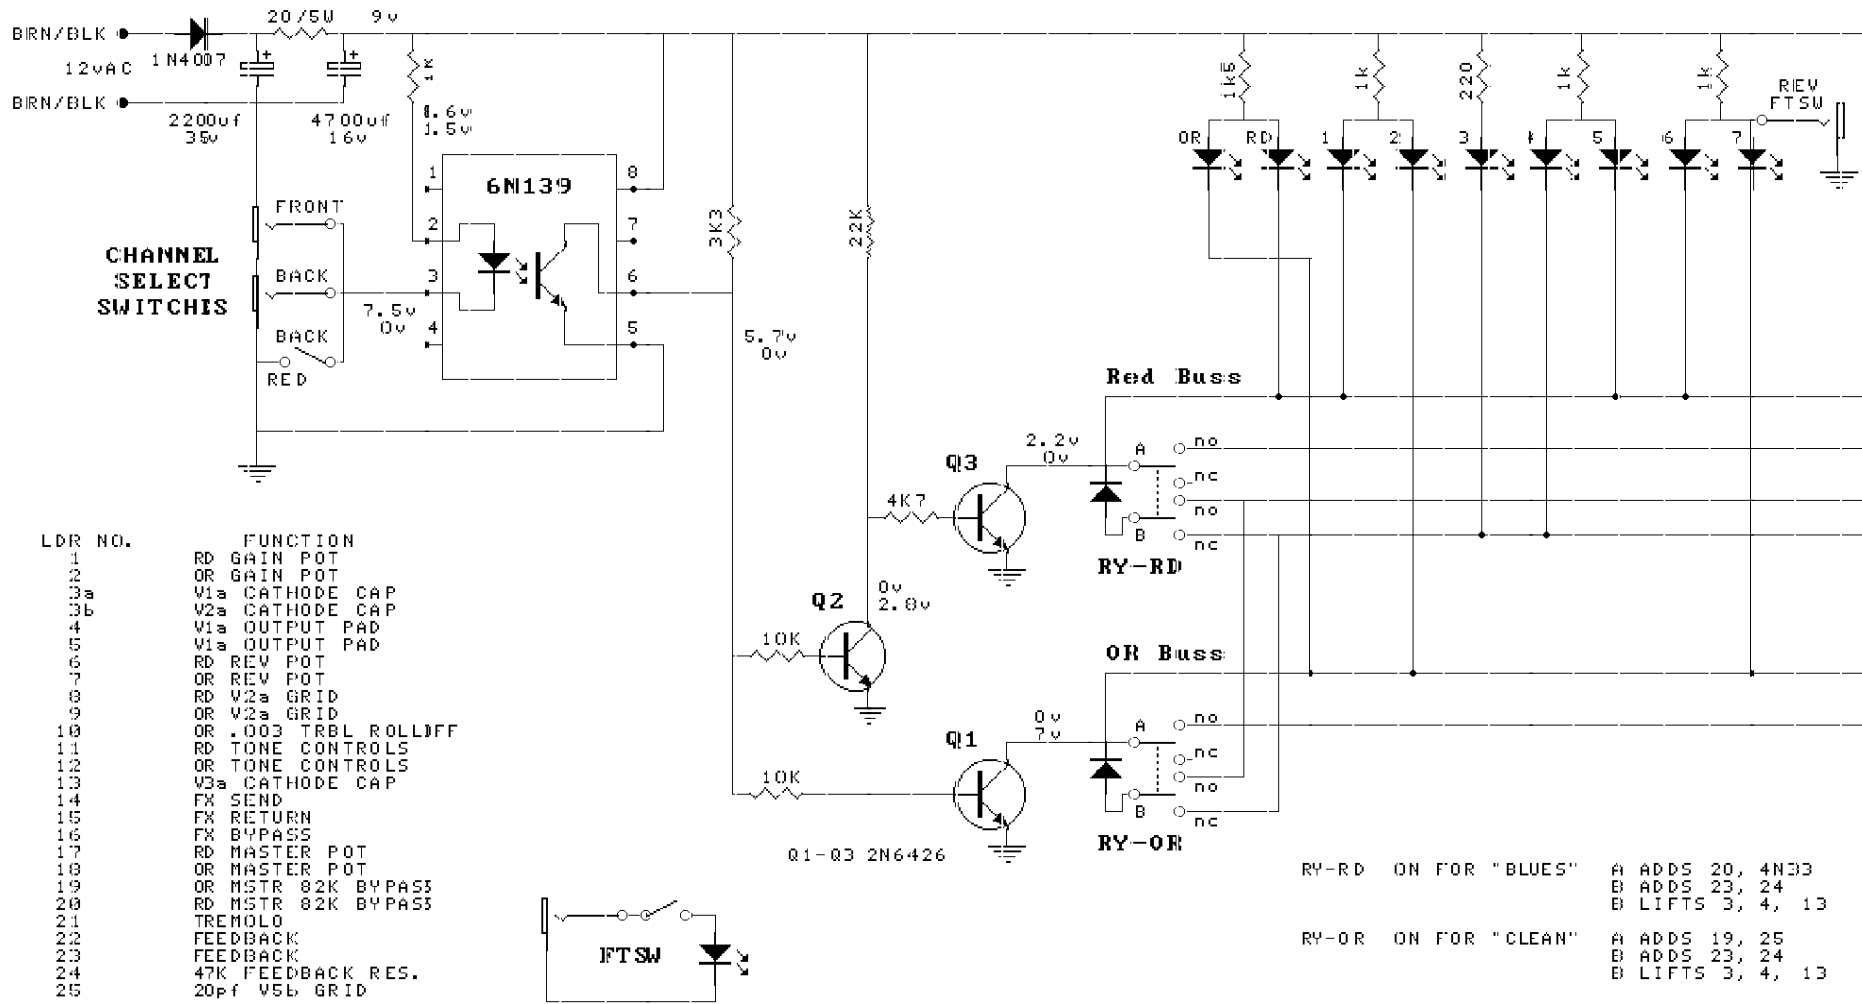 BRN/BLK
12vAC
BRN/BLK
1N4007
20/5W
9v
2200uf
35v
4700uf
16v
1K
0.6v
1.5v
6N139
1
2
3
4
8
7
6
5
CHANNEL
SELECT
SWITCHES
FRONT
BACK
BACK
RED
7.5v
0v
3K3
22K
5.7v
0v
1k5
1k
220
1k
1k
REV
FTSW
OR
RD
1
2
3
4
5
6
7
Red Buss
2.2v
0v
Q3
4K7
A
no
nc
no
B
nc
RY-RD
Q2
0v
2.8v
10K
OR Buss
0v
7v
Q1
10K
A
no
nc
no
B
nc
RY-OR
Q1-Q3 2N6426
LDR NO. FUNCTION
1 RD GAIN POT
2 OR GAIN POT
3a V1a CATHODE CAP
3b V2a CATHODE CAP
4 V1a OUTPUT PAD
5 V1a OUTPUT PAD
6 RD REV POT
7 OR REV POT
8 RD V2a GRID
9 OR V2a GRID
10 OR .003 TRBL ROLLOFF
11 RD TONE CONTROLS
12 OR TONE CONTROLS
13 V3a CATHODE CAP
14 FX SEND
15 FX RETURN
16 FX BYPASS
17 RD MASTER POT
18 OR MASTER POT
19 OR MSTR 82K BYPASS
20 RD MSTR 82K BYPASS
21 TREMOLO
22 FEEDBACK
23 FEEDBACK
24 47K FEEDBACK RES.
25 20pf V5b GRID
FTSW
RY-RD ON FOR "BLUES" A ADDS 20, 4N33
B ADDS 23, 24
B LIFTS 3, 4, 13
RY-OR ON FOR "CLEAN" A ADDS 19, 25
B ADDS 23, 24
B LIFTS 3, 4, 13